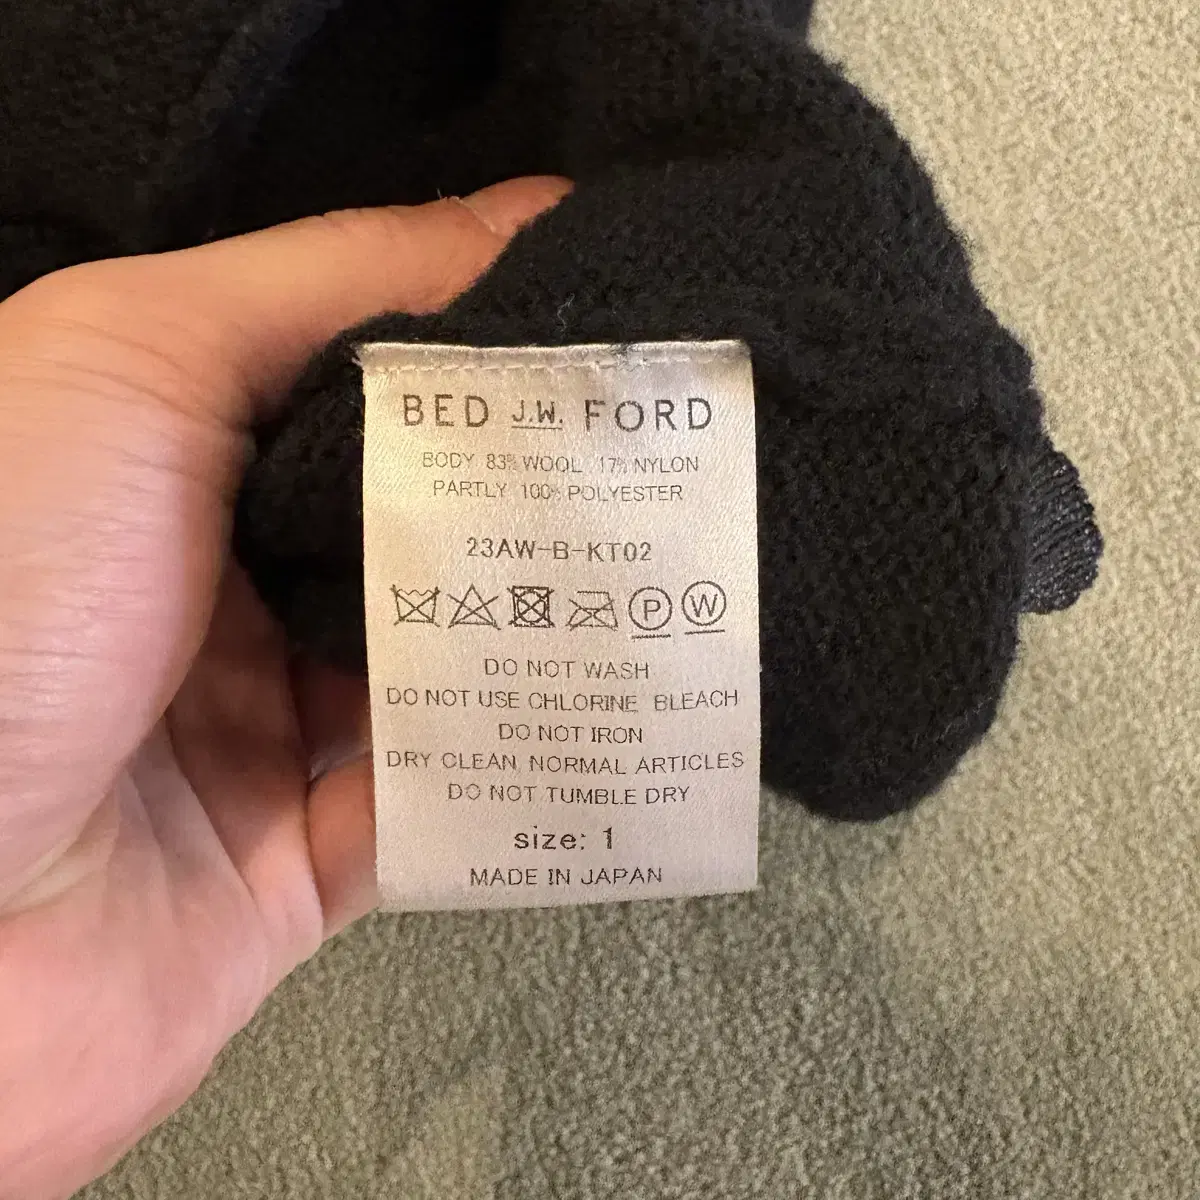 BED J.W. FORD
BODY 83% WOOL 17% NYLON
PARTLY 100% POLYESTER
23AW-B-KT02
P W
DO NOT WASH
DO NOT USE CHLORINE BLEACH
DO NOT IRON
DRY CLEAN, NORMAL ARTICLES
DO NOT TUMBLE DRY
size: 1
MADE IN JAPAN